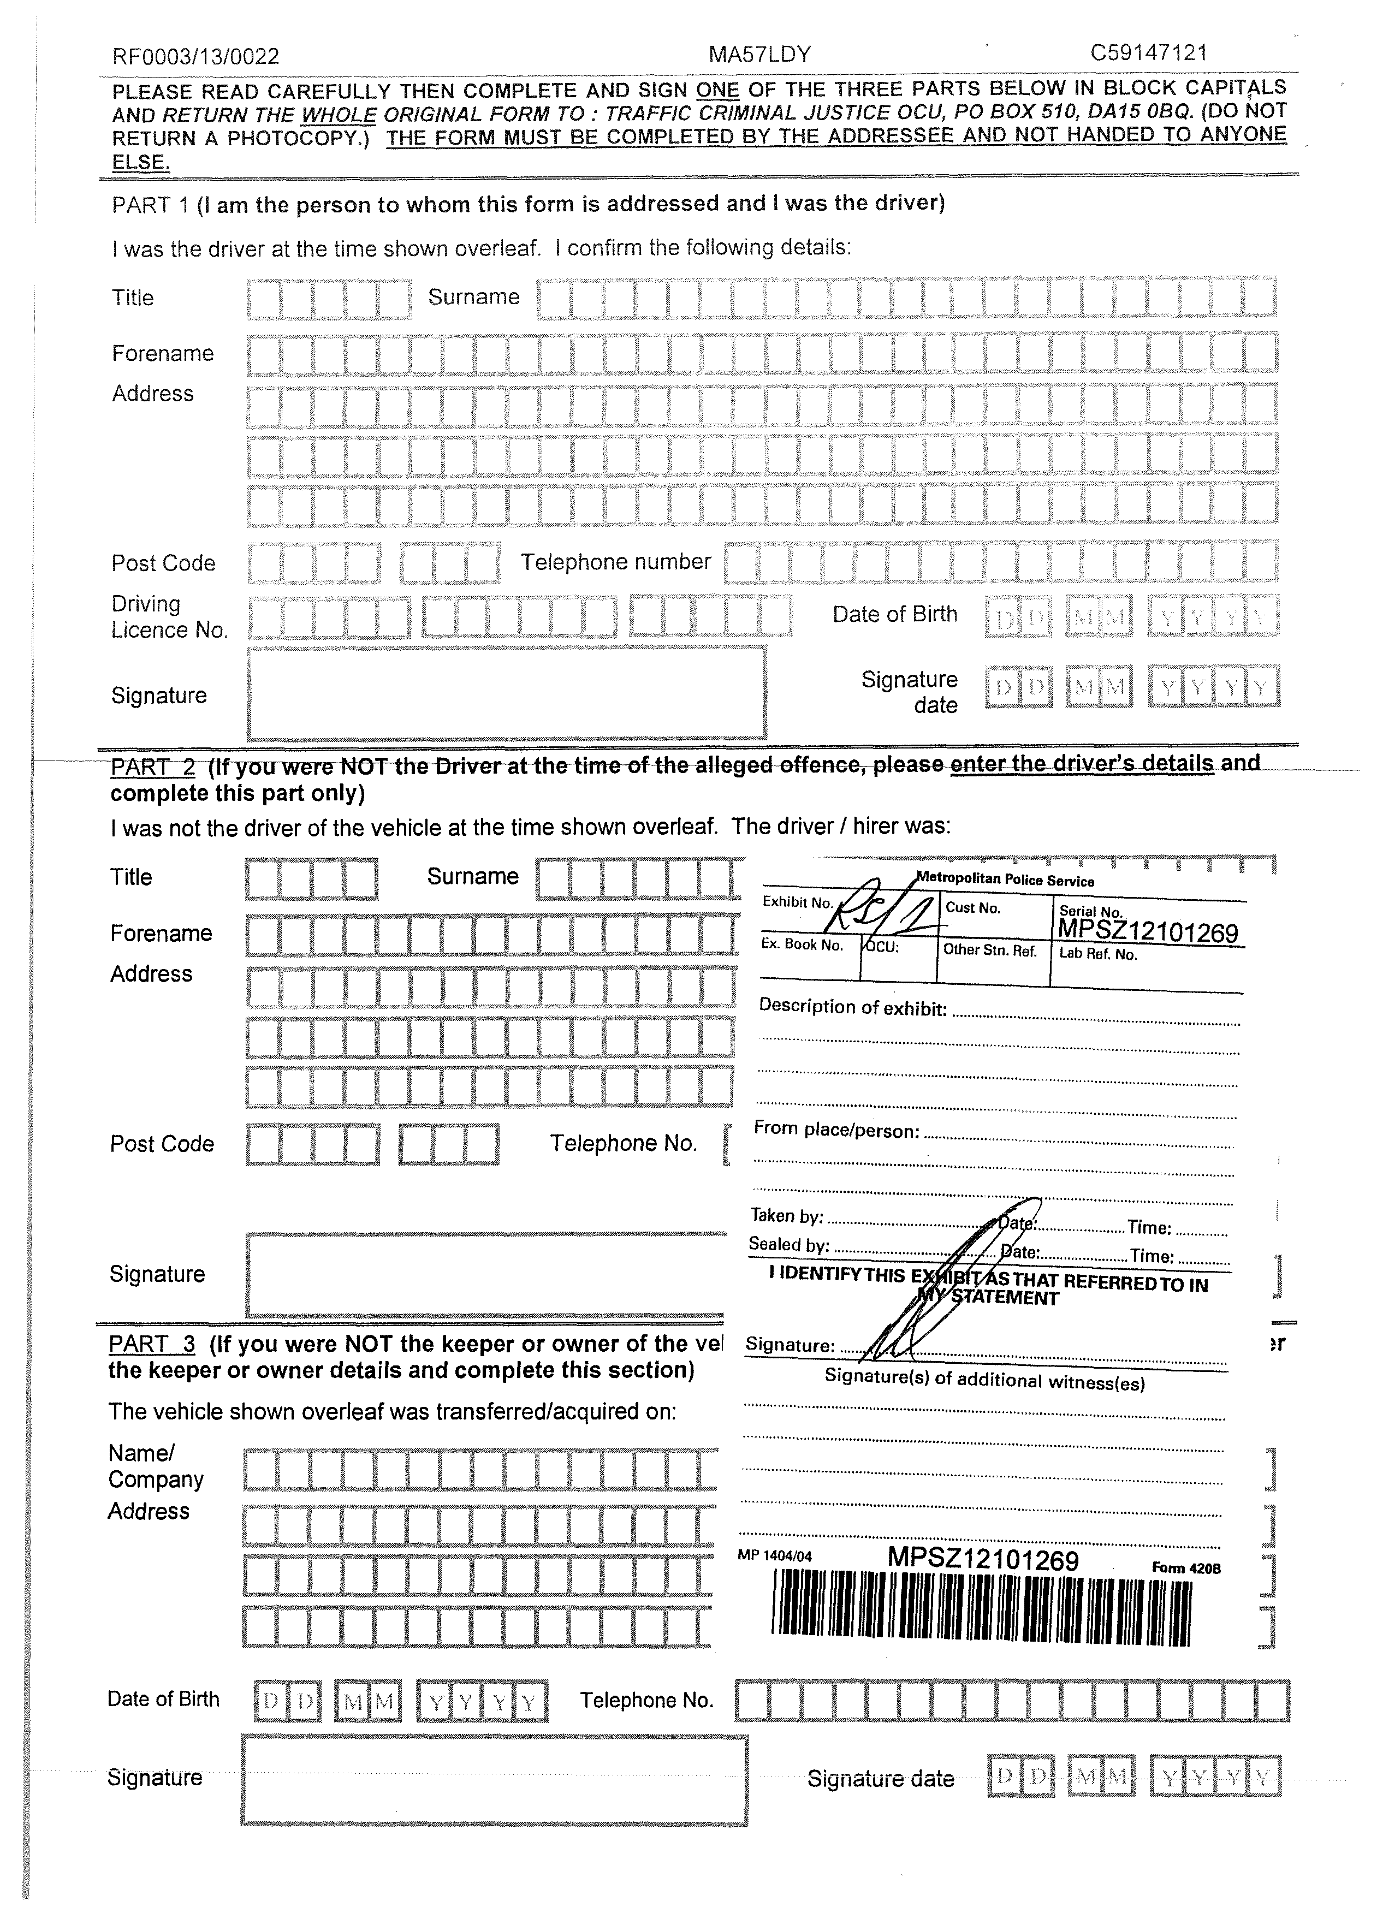 RF0003/13/0022 MA57LDY C59147121
PLEASE READ CAREFULLY THEN COMPLETE AND SIGN ONE OF THE THREE PARTS BELOW IN BLOCK CAPITALS
AND RETURN THE WHOLE ORIGINAL FORM TO : TRAFFIC CRIMINAL JUSTICE OCU, PO BOX 510, DA15 0BQ. (DO NOT
RETURN A PHOTOCOPY.) THE FORM MUST BE COMPLETED BY THE ADDRESSEE AND NOT HANDED TO ANYONE
ELSE.
PART 1 (I am the person to whom this form is addressed and I was the driver)
I was the driver at the time shown overleaf. I confirm the following details:
Title Surname
Forename
Address
Post Code Telephone number
Driving
Licence No. Date of Birth D D M M Y Y Y Y
Signature Signature
date D D M M Y Y Y Y
PART 2 (If you were NOT the Driver at the time of the alleged offence, please enter the driver's details and
complete this part only)
I was not the driver of the vehicle at the time shown overleaf. The driver / hirer was:
Title Surname
Forename
Address
Post Code Telephone No.
Signature
Metropolitan Police Service
Exhibit No. RS/1 Cust No. Serial No.
MPSZ12101269
Ex. Book No. OCU: Other Stn. Ref. Lab Ref. No.
Description of exhibit:
From place/person:
Taken by: Date: Time:
Sealed by: Date: Time:
I IDENTIFY THIS EXHIBIT AS THAT REFERRED TO IN
MY STATEMENT
Signature:
Signature(s) of additional witness(es)
MP 1404/04 MPSZ12101269 Form 420B
PART 3 (If you were NOT the keeper or owner of the vel er
the keeper or owner details and complete this section)
The vehicle shown overleaf was transferred/acquired on:
Name/
Company
Address
Date of Birth D D M M Y Y Y Y Telephone No.
Signature Signature date D D M M Y Y Y Y